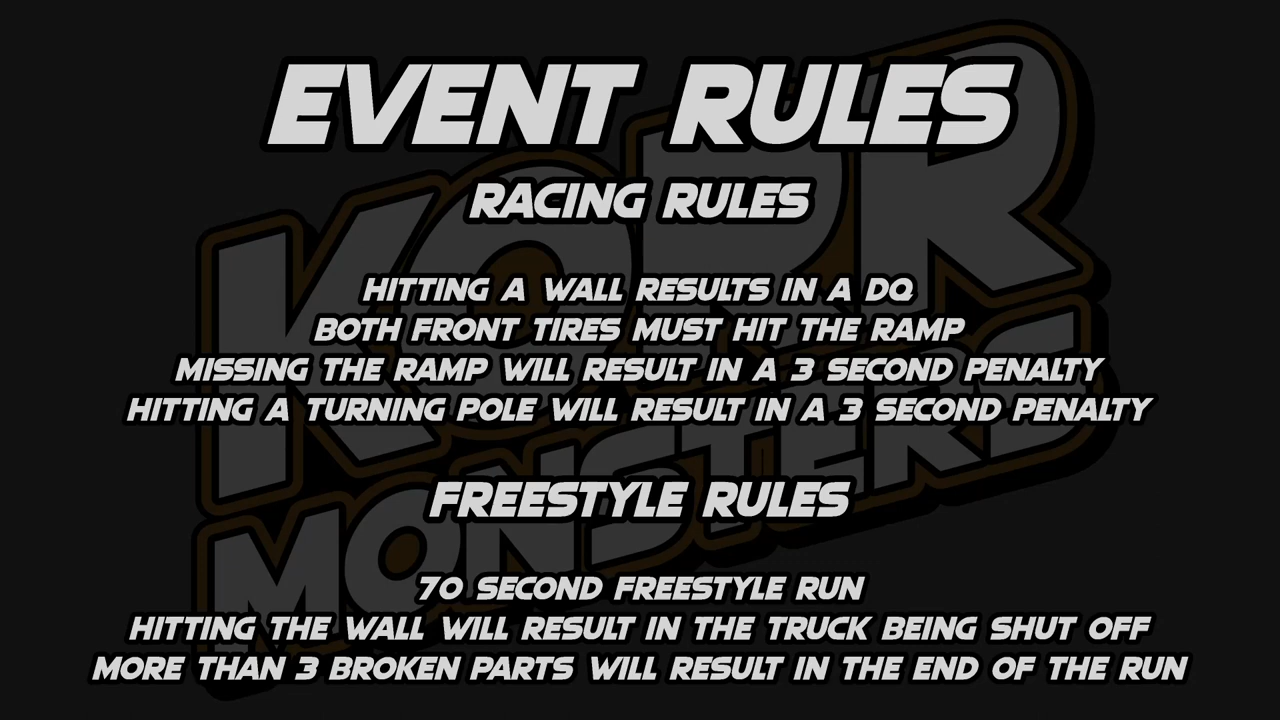 EVENT RULES
RACING RULES
HITTING A WALL RESULTS IN A DQ
BOTH FRONT TIRES MUST HIT THE RAMP
MISSING THE RAMP WILL RESULT IN A 3 SECOND PENALTY
HITTING A TURNING POLE WILL RESULT IN A 3 SECOND PENALTY
FREESTYLE RULES
70 SECOND FREESTYLE RUN
HITTING THE WALL WILL RESULT IN THE TRUCK BEING SHUT OFF
MORE THAN 3 BROKEN PARTS WILL RESULT IN THE END OF THE RUN
MONSTERS